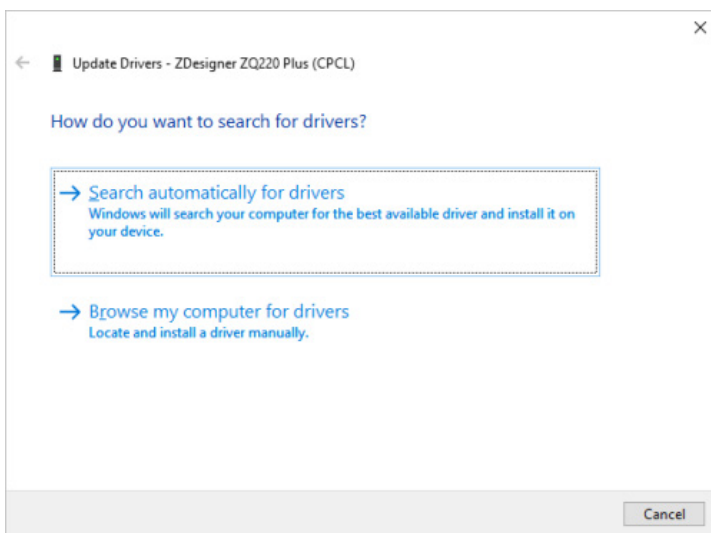 Update Drivers - ZDesigner ZQ220 Plus (CPCL)
How do you want to search for drivers?
Search automatically for drivers
Windows will search your computer for the best available driver and install it on
your device.
Browse my computer for drivers
Locate and install a driver manually.
Cancel